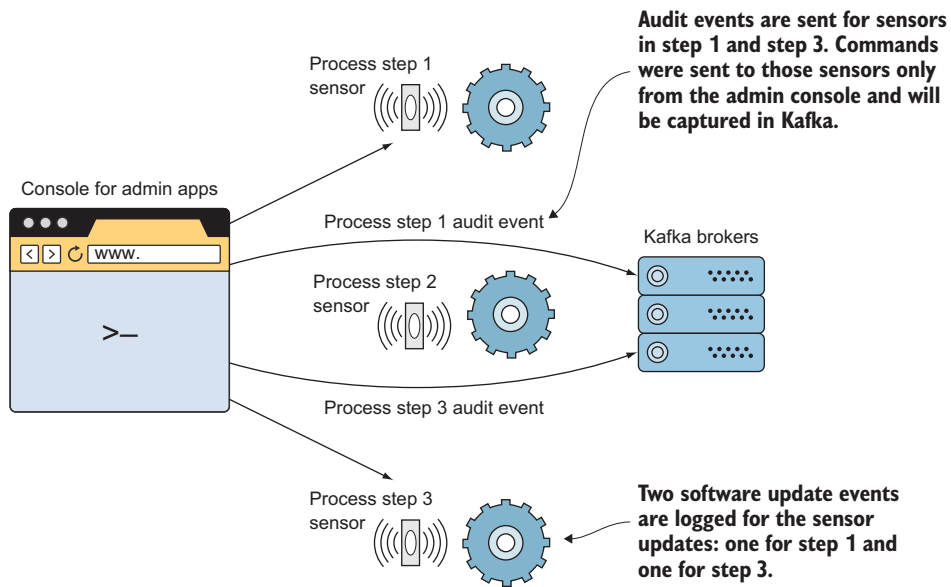 Audit events are sent for sensors
in step 1 and step 3. Commands
were sent to those sensors only
from the admin console and will
be captured in Kafka.
Process step 1
sensor
Console for admin apps
www.
>–
Process step 1 audit event
Kafka brokers
Process step 2
sensor
Process step 3 audit event
Process step 3
sensor
Two software update events
are logged for the sensor
updates: one for step 1 and
one for step 3.